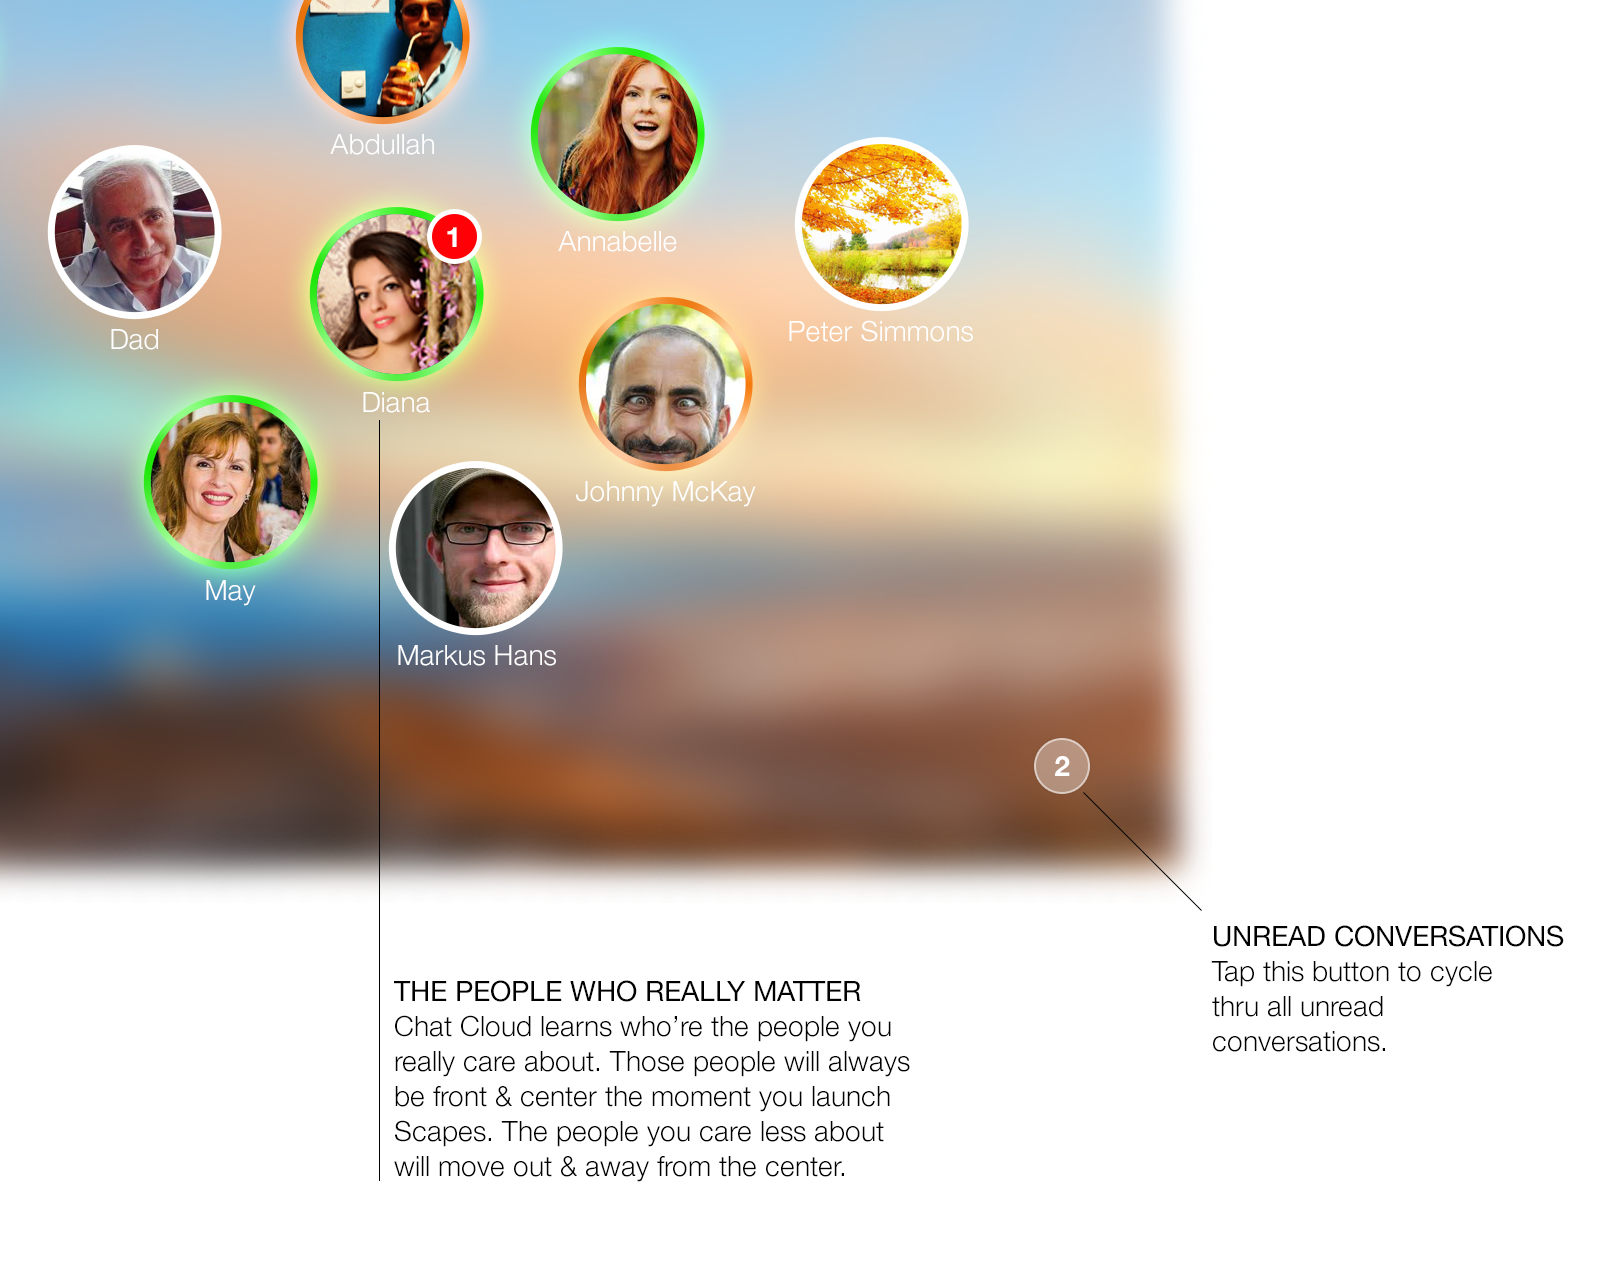 Abdullah
Annabelle
1
Peter Simmons
Dad
Diana
Johnny McKay
May
Markus Hans
2
UNREAD CONVERSATIONS
Tap this button to cycle
thru all unread
conversations.
THE PEOPLE WHO REALLY MATTER
Chat Cloud learns who’re the people you
really care about. Those people will always
be front & center the moment you launch
Scapes. The people you care less about
will move out & away from the center.